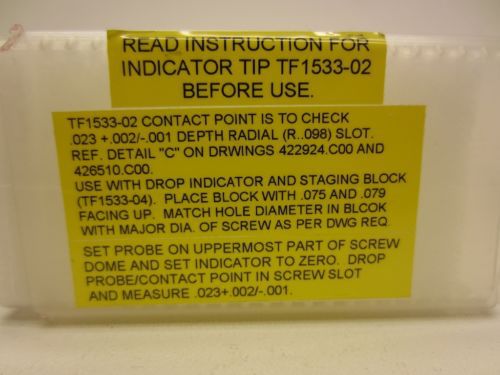 READ INSTRUCTION FOR
INDICATOR TIP TF1533-02
BEFORE USE.
TF1533-02 CONTACT POINT IS TO CHECK
.023 +.002/-.001 DEPTH RADIAL (R..098) SLOT.
REF. DETAIL "C" ON DRWINGS 422924.C00 AND
426510.C00.
USE WITH DROP INDICATOR AND STAGING BLOCK
(TF1533-04). PLACE BLOCK WITH .075 AND .079
FACING UP. MATCH HOLE DIAMETER IN BLCOK
WITH MAJOR DIA. OF SCREW AS PER DWG REQ.
SET PROBE ON UPPERMOST PART OF SCREW
DOME AND SET INDICATOR TO ZERO. DROP
PROBE/CONTACT POINT IN SCREW SLOT
AND MEASURE .023+.002/-.001.